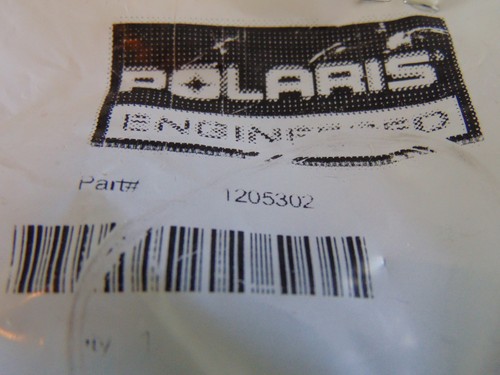 POLARIS
ENGINEERED
Part# 1205302
1